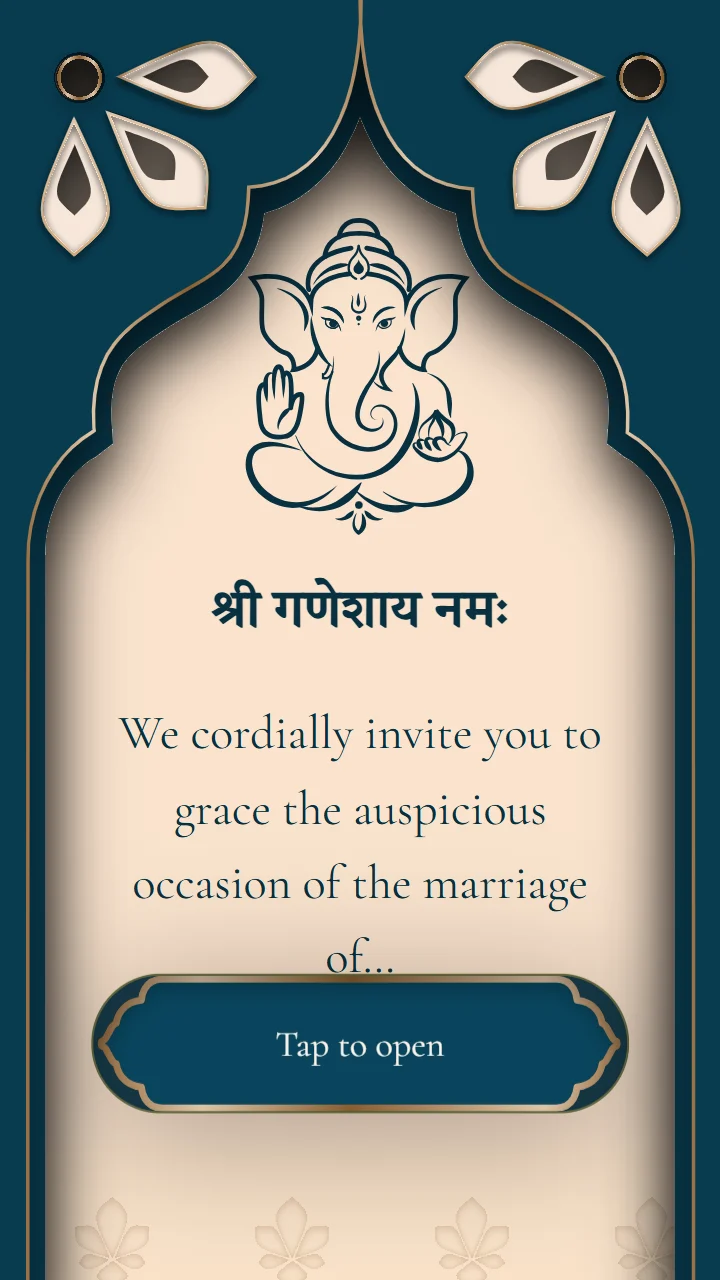 श्री गणेशाय नमः
We cordially invite you to
grace the auspicious
occasion of the marriage
of...
Tap to open